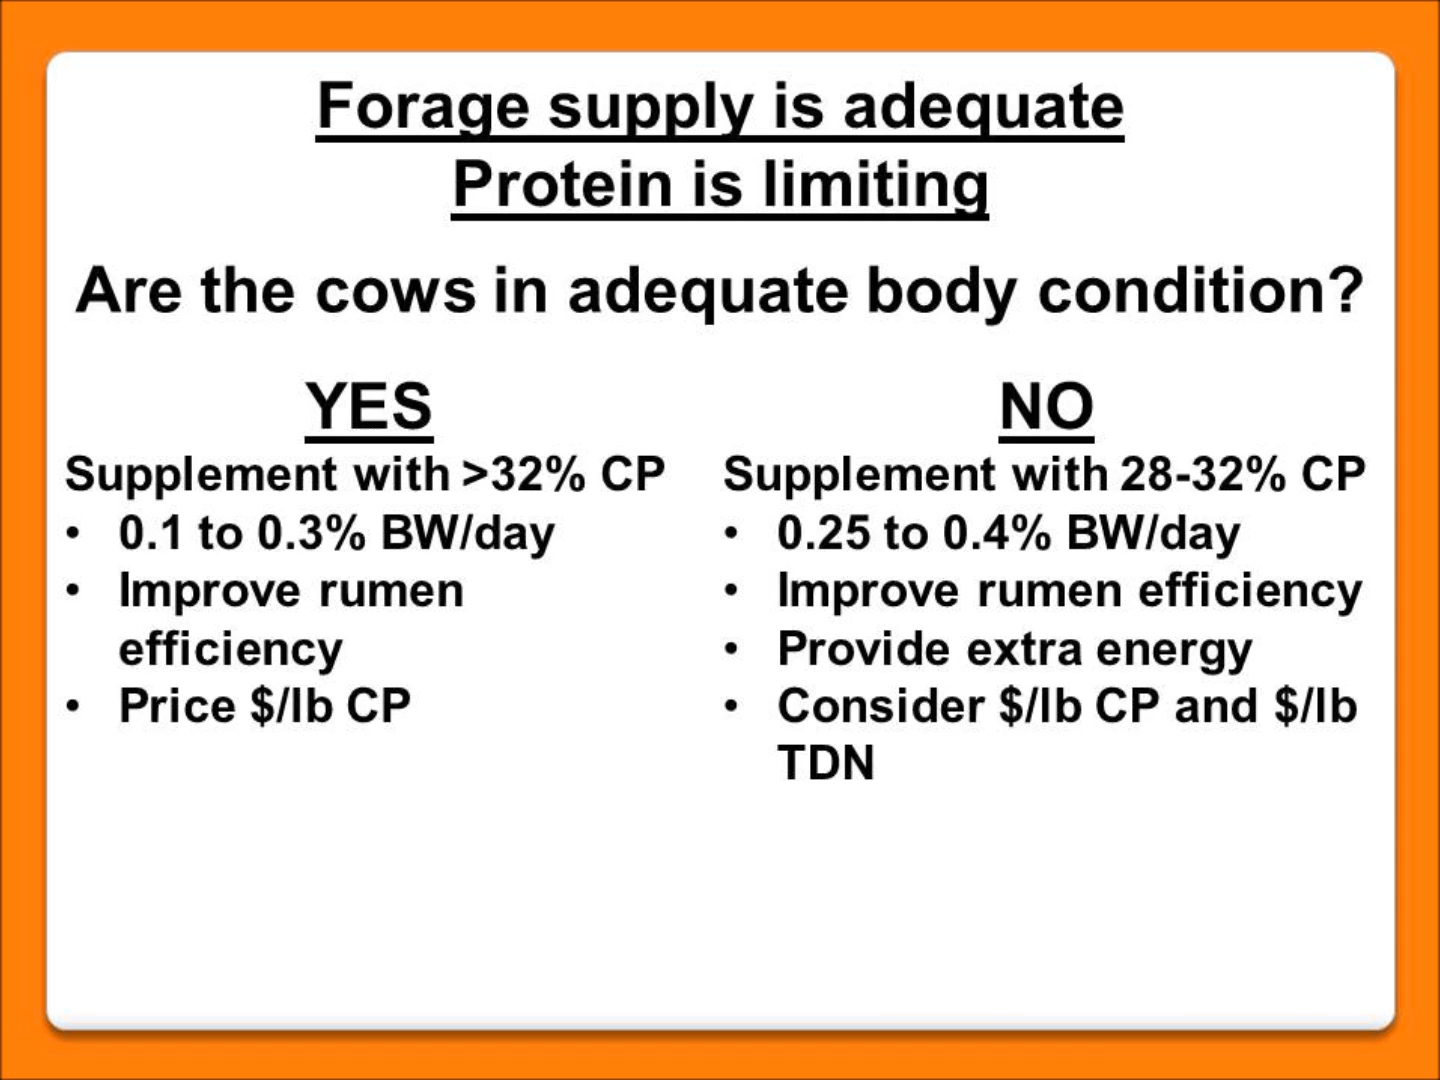 Forage supply is adequate
Protein is limiting
Are the cows in adequate body condition?
YES
Supplement with >32% CP
• 0.1 to 0.3% BW/day
• Improve rumen
efficiency
• Price $/lb CP
NO
Supplement with 28-32% CP
• 0.25 to 0.4% BW/day
• Improve rumen efficiency
• Provide extra energy
• Consider $/lb CP and $/lb
TDN